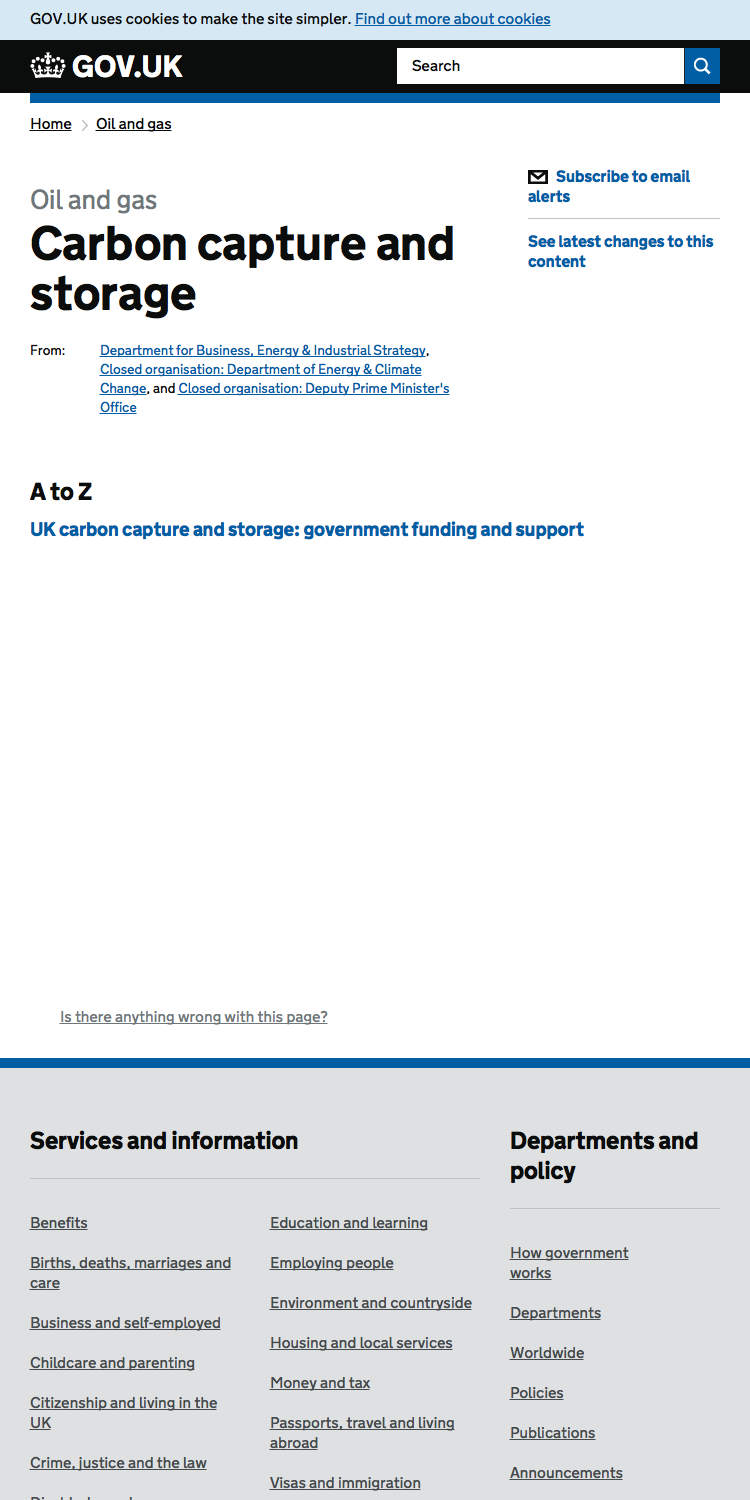 GOV.UK uses cookies to make the site simpler. Find out more about cookies
GOV.UK
Search
Home
Oil and gas
Subscribe to email
alerts
See latest changes to this
content
Oil and gas
Carbon capture and
storage
From:
Department for Business, Energy & Industrial Strategy,
Closed organisation: Department of Energy & Climate
Change, and Closed organisation: Deputy Prime Minister's
Office
A to Z
UK carbon capture and storage: government funding and support
Is there anything wrong with this page?
Services and information
Benefits
Births, deaths, marriages and
care
Business and self-employed
Childcare and parenting
Citizenship and living in the
UK
Crime, justice and the law
Education and learning
Employing people
Environment and countryside
Housing and local services
Money and tax
Passports, travel and living
abroad
Visas and immigration
Departments and
policy
How government
works
Departments
Worldwide
Policies
Publications
Announcements